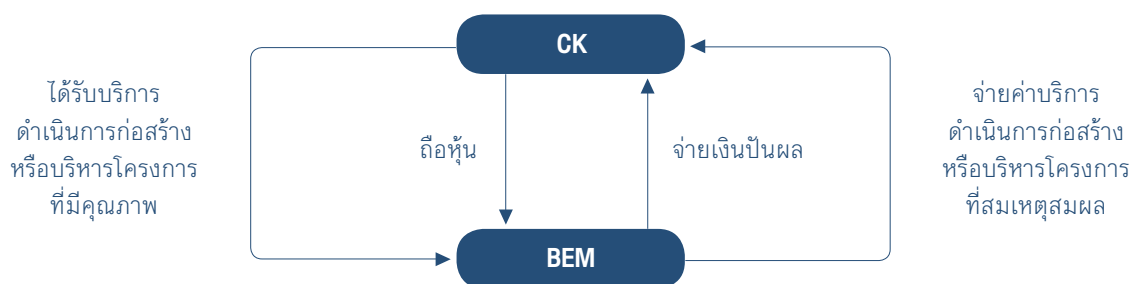 CK
ได้รับบริการ
ดำเนินการก่อสร้าง
หรือบริหารโครงการ
ที่มีคุณภาพ
ถือหุ้น
จ่ายเงินปันผล
จ่ายค่าบริการ
ดำเนินการก่อสร้าง
หรือบริหารโครงการ
ที่สมเหตุสมผล
BEM